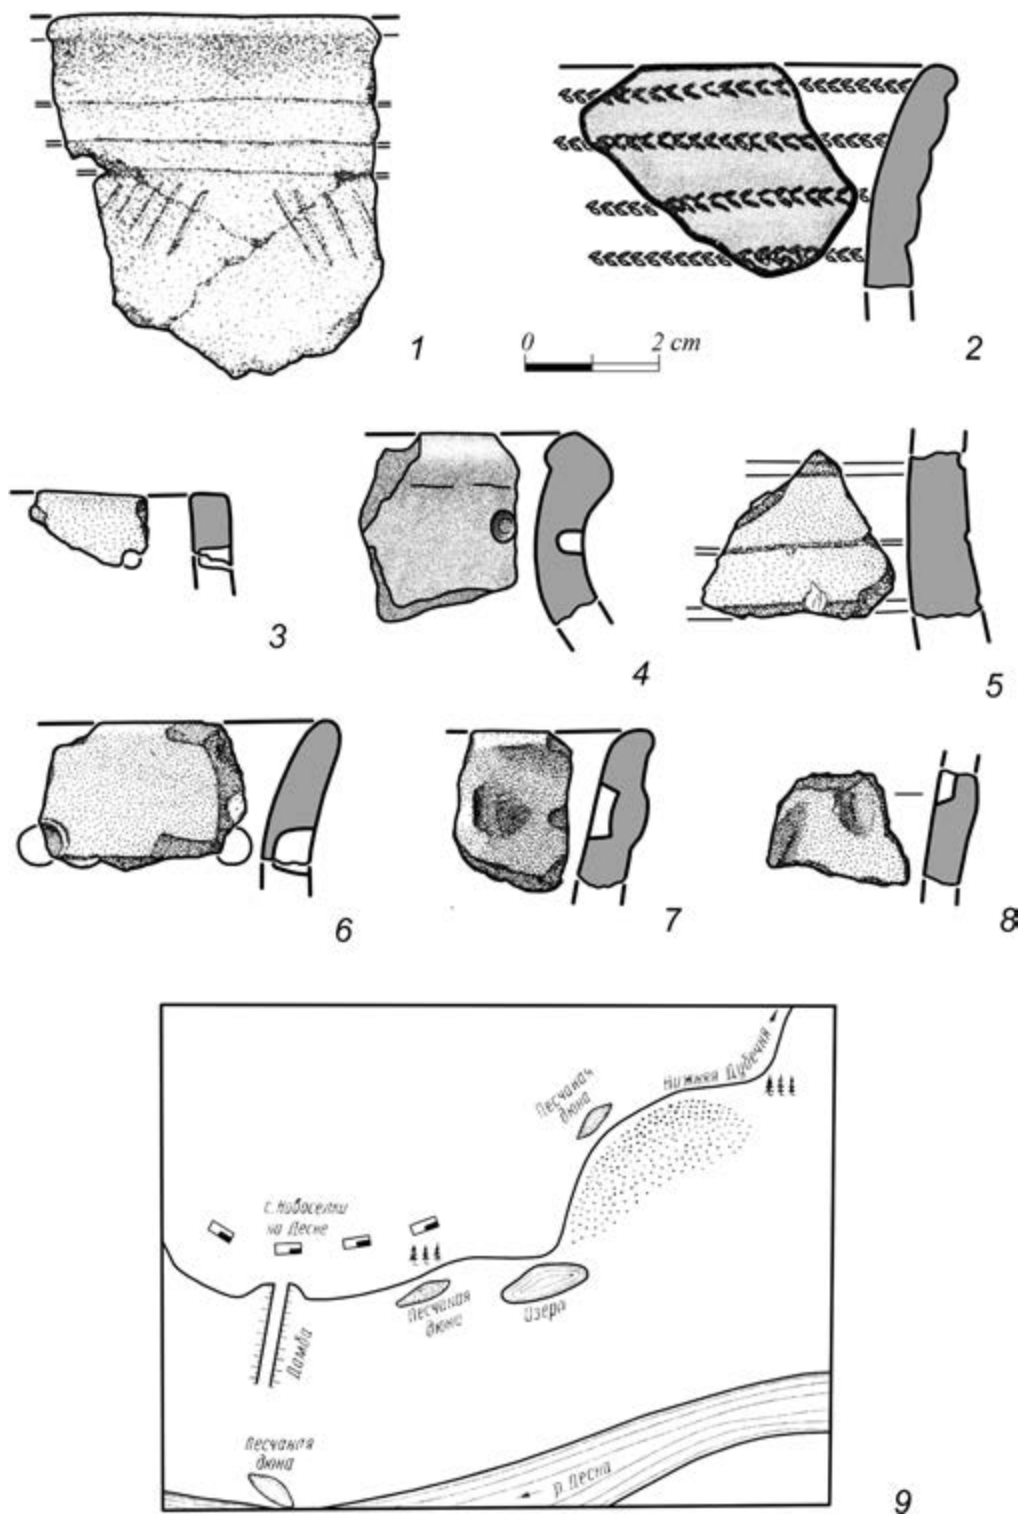 1
0 2 cm
2
3
4
5
6
7
8
Песчаная
дюна
Нижняя Дубечня
с. Новоселки
на Десне
Песчаная
дюна
Озеро
Дамба
Песчаная
дюна
р. Десна
9